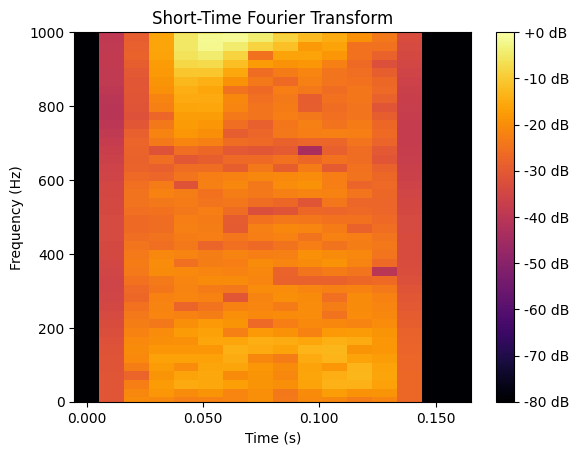 Short-Time Fourier Transform
1000
800
600
400
200
0
Frequency (Hz)
0.000
0.050
0.100
0.150
Time (s)
+0 dB
-10 dB
-20 dB
-30 dB
-40 dB
-50 dB
-60 dB
-70 dB
-80 dB